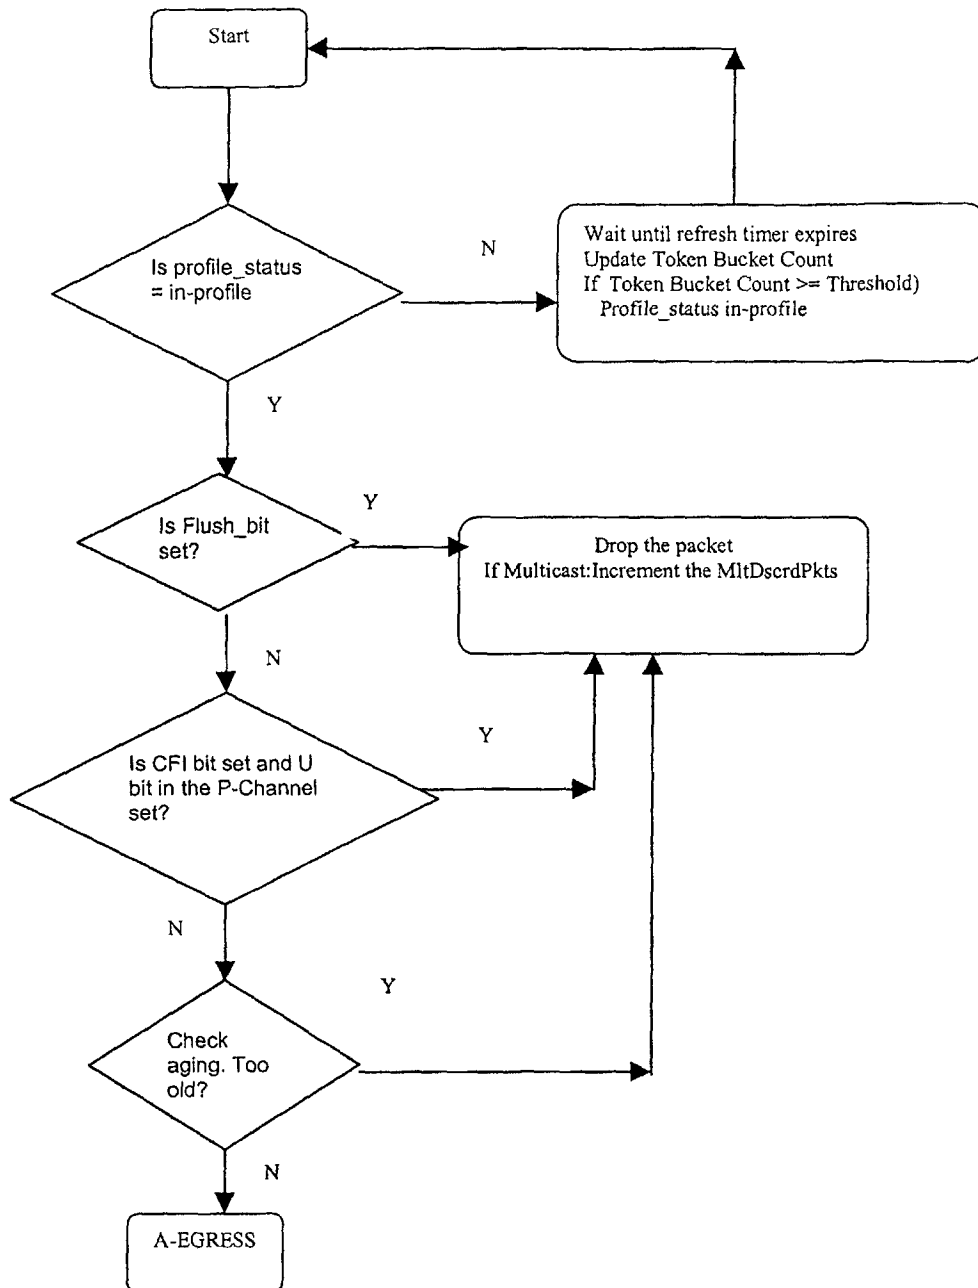 Start
Is profile_status
= in-profile
N
Wait until refresh timer expires
Update Token Bucket Count
If Token Bucket Count >= Threshold)
Profile_status in-profile
Y
Is Flush_bit
set?
Y
Drop the packet
If Multicast:Increment the MltDscrdPkts
N
Is CFI bit set and U
bit in the P-Channel
set?
Y
N
Check
aging. Too
old?
Y
N
A-EGRESS